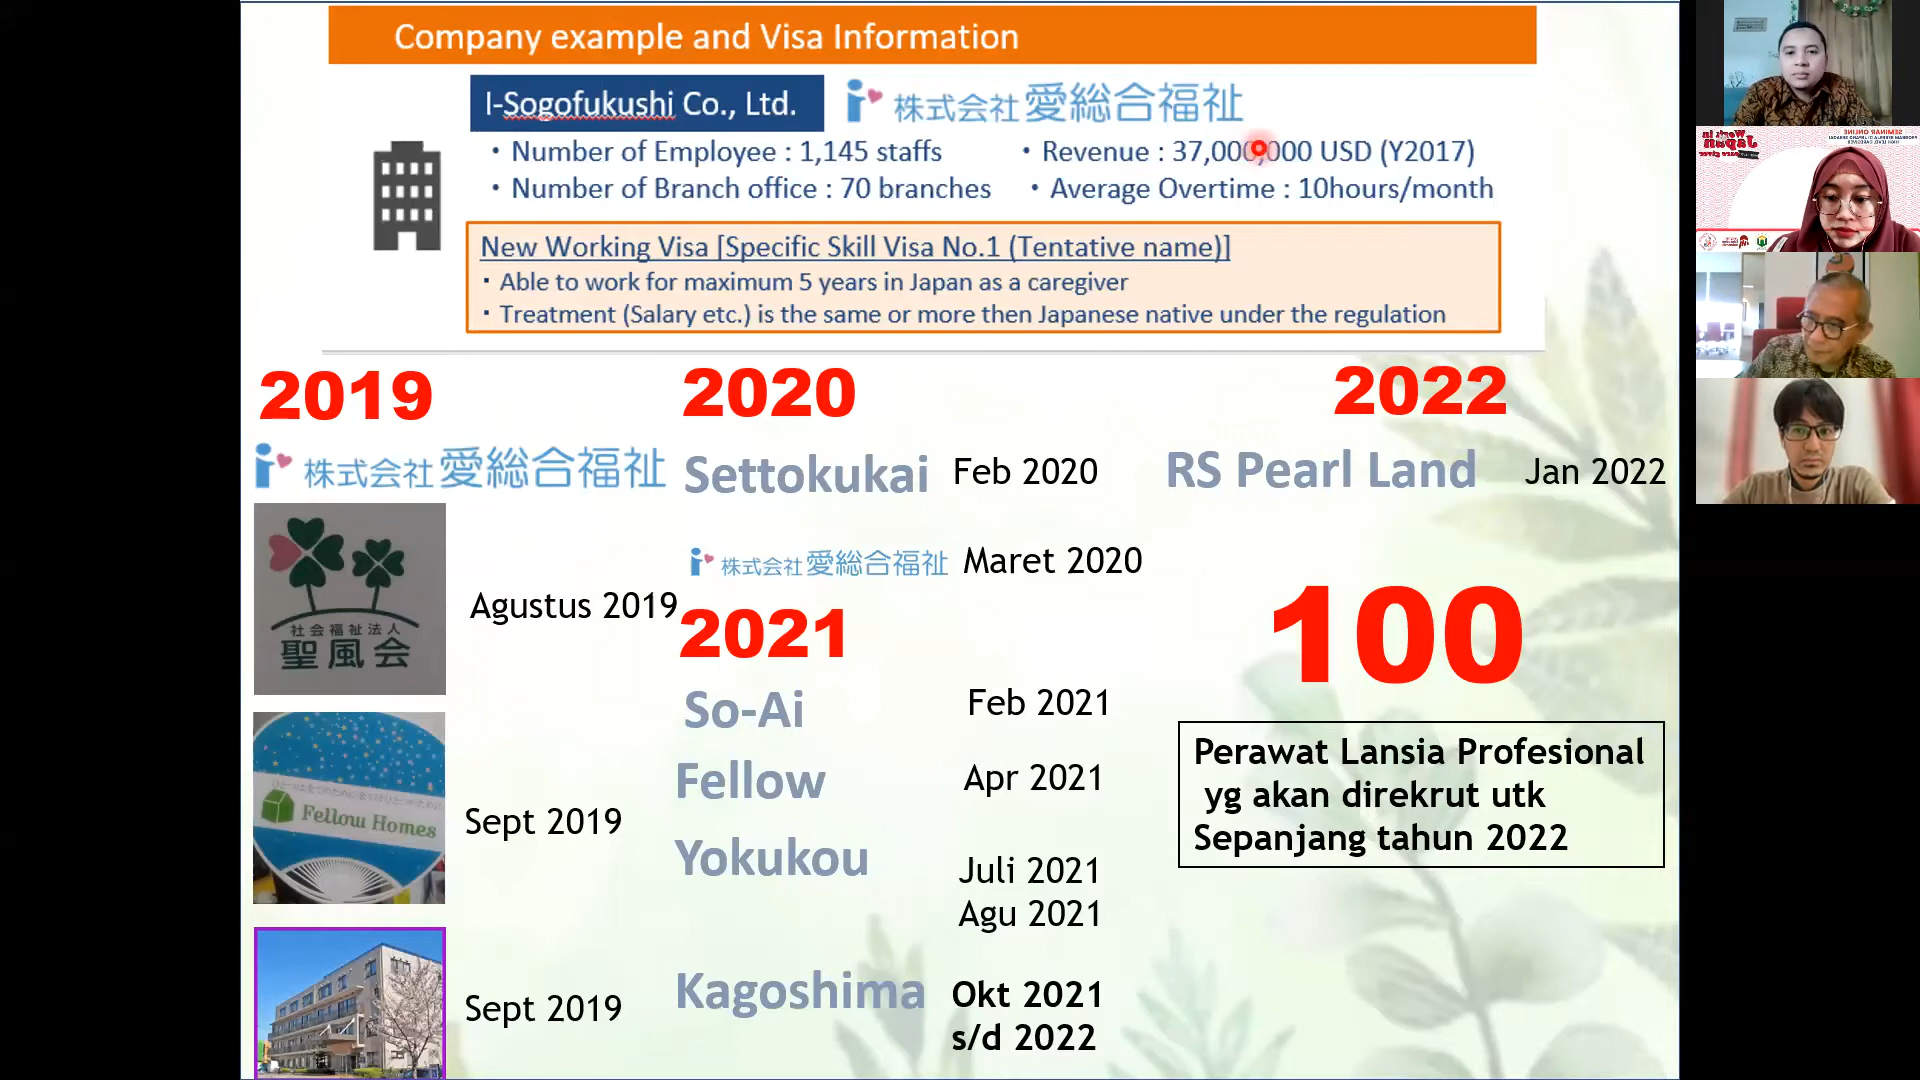 Company example and Visa Information
I-Sogofukushi Co., Ltd.
株式会社 愛総合福祉
・Number of Employee : 1,145 staffs
・Revenue : 37,000,000 USD (Y2017)
・Number of Branch office : 70 branches
・Average Overtime : 10hours/month
New Working Visa [Specific Skill Visa No.1 (Tentative name)]
・Able to work for maximum 5 years in Japan as a caregiver
・Treatment (Salary etc.) is the same or more then Japanese native under the regulation
2019
株式会社 愛総合福祉
社会福祉法人
聖風会
Agustus 2019
Fellow Homes
Sept 2019
Sept 2019
2020
Settokukai Feb 2020
株式会社 愛総合福祉 Maret 2020
2021
So-Ai Feb 2021
Fellow Apr 2021
Yokukou Juli 2021
Agu 2021
Kagoshima Okt 2021
s/d 2022
2022
RS Pearl Land Jan 2022
100
Perawat Lansia Profesional
yg akan direkrut utk
Sepanjang tahun 2022
SEMINAR ONLINE
Work in
Japan